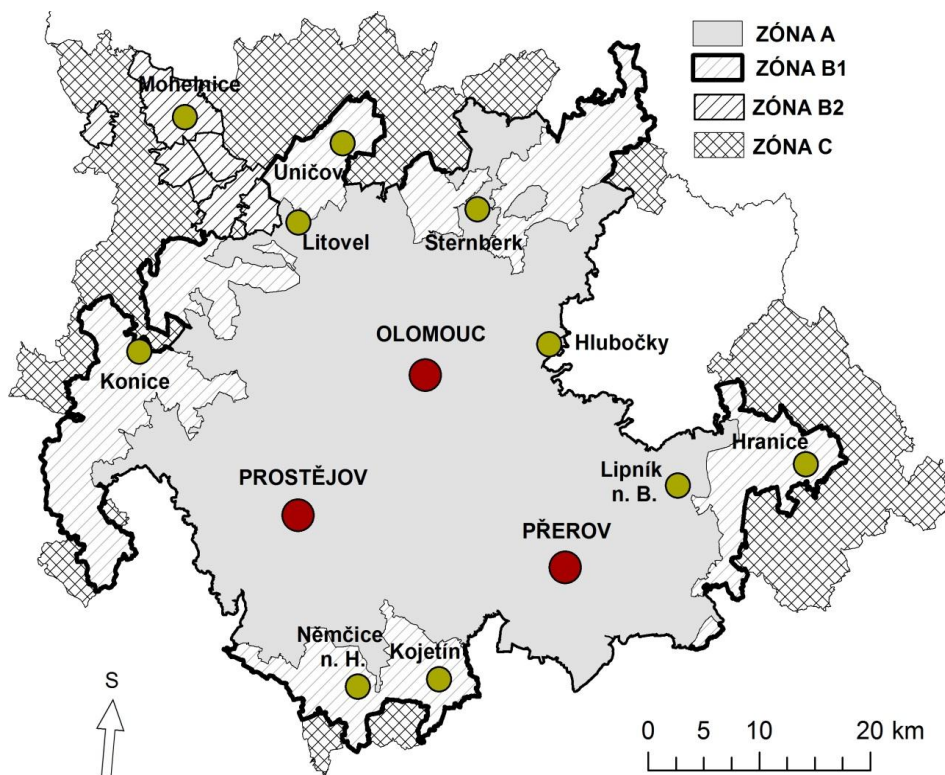 ZÓNA A
ZÓNA B1
ZÓNA B2
ZÓNA C
Mohelnice
Uničov
Litovel
Šternberk
OLOMOUC
Hlubočky
Konice
Hranice
Lipník
n. B.
PROSTĚJOV
PŘEROV
Němčice
n. H.
Kojetín
S
0 5 10 20 km